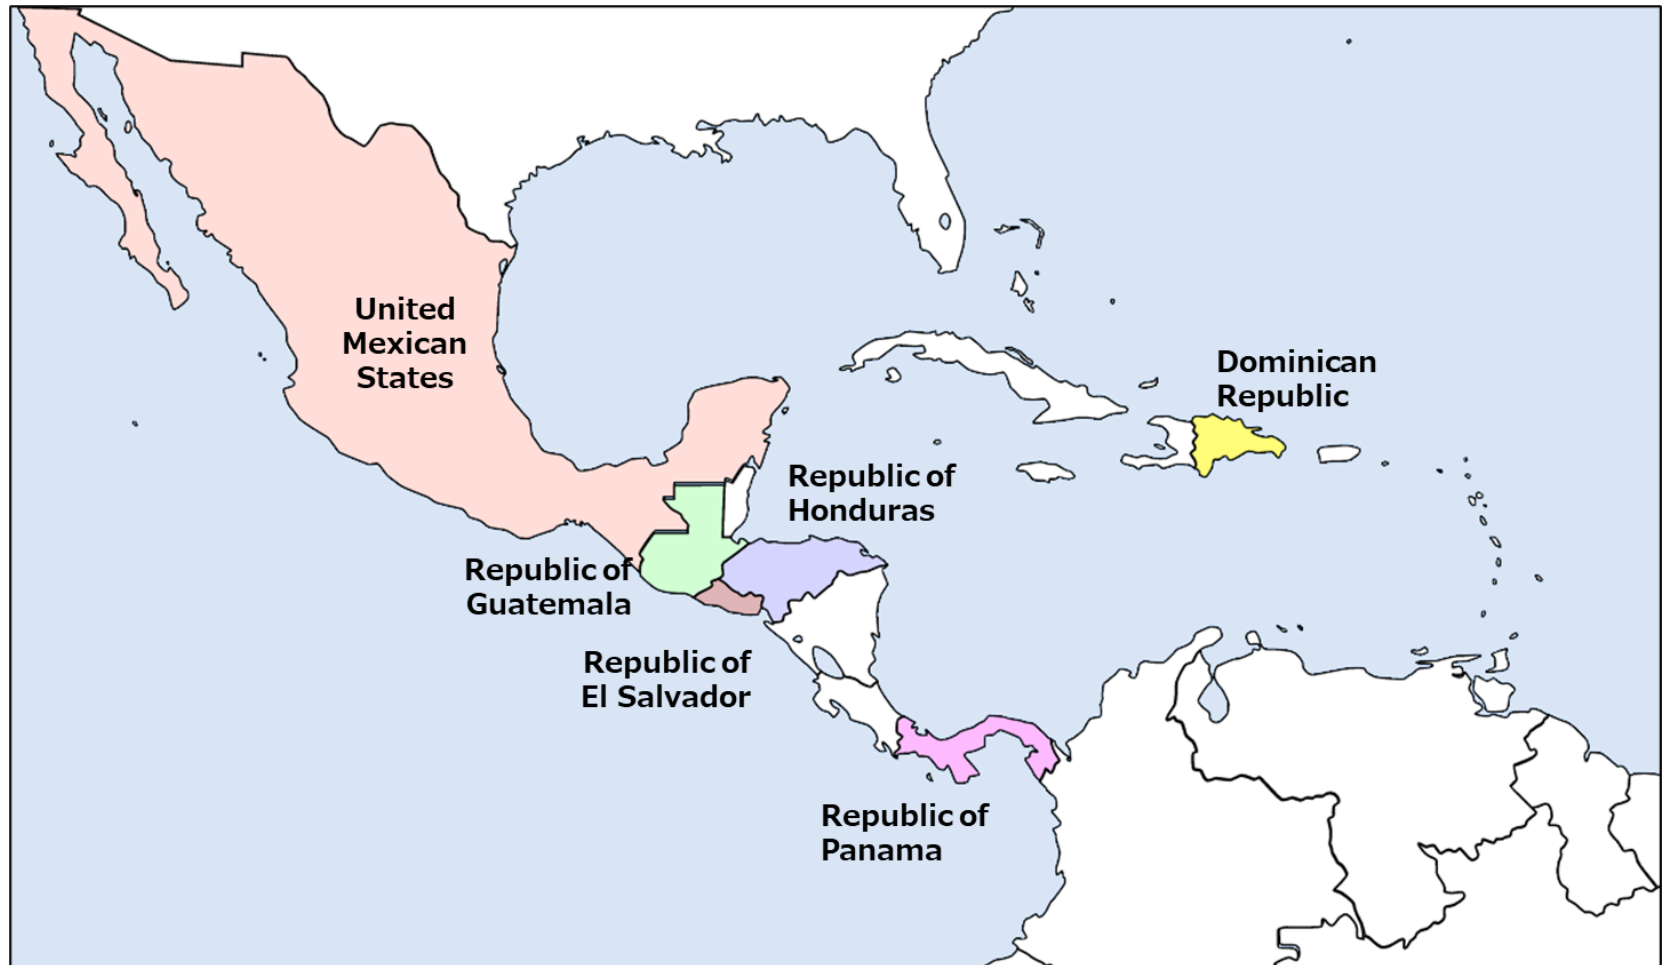 United
Mexican
States
Dominican
Republic
Republic of
Honduras
Republic of
Guatemala
Republic of
El Salvador
Republic of
Panama